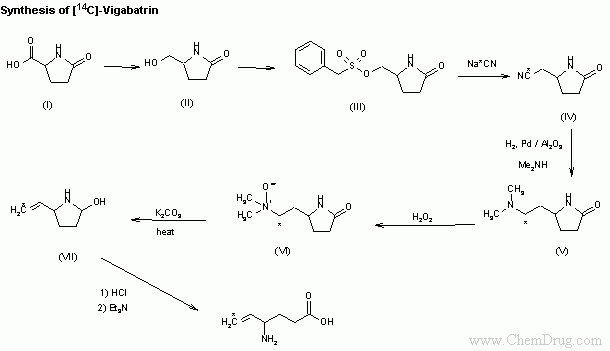 Synthesis of [14C]-Vigabatrin
HO O NH O
(I)
HO NH O
(II)
O O S O NH O
(III)
Na*CN
NC* NH O
(IV)
H2, Pd / Al2O3
Me2NH
CH3 N H3C * NH O
(V)
H2O2
O- H3C N+ H3C * NH O
(VI)
K2CO3
heat
H2C* NH OH
(VII)
1) HCl
2) Et3N
H2C* NH2 O OH
www.ChemDrug.com